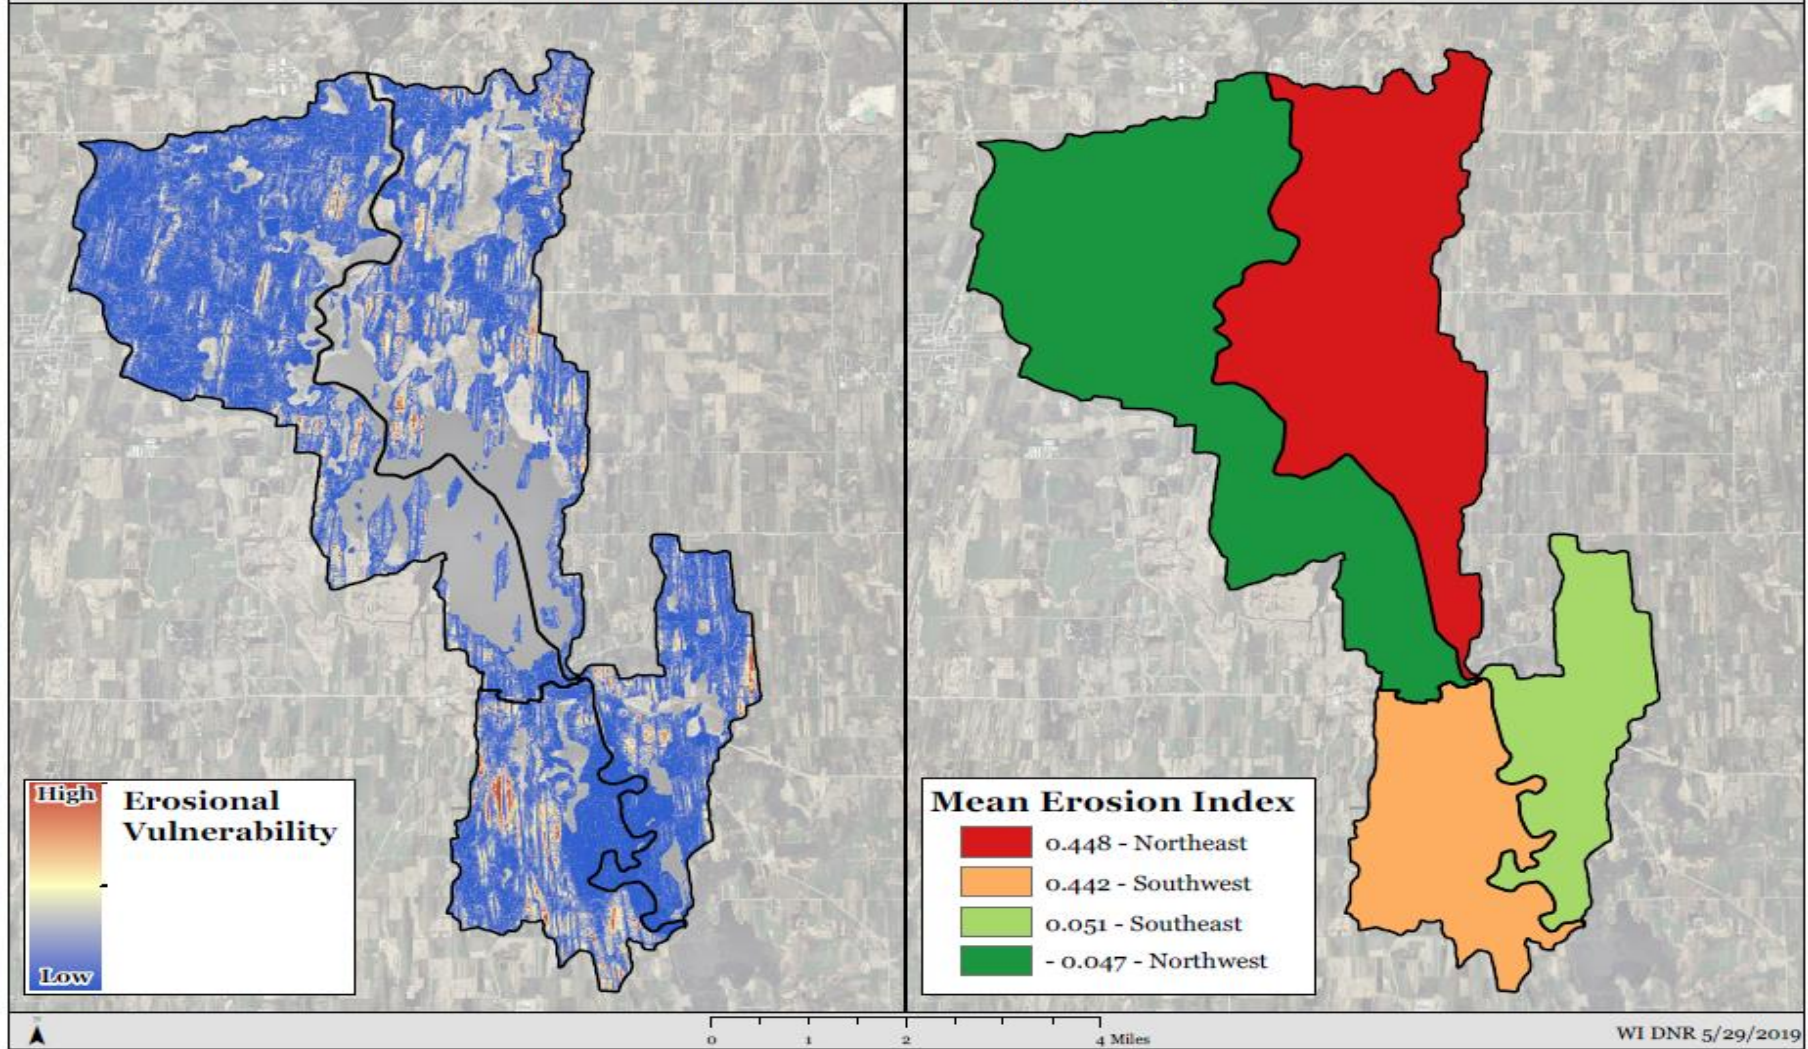 High
Erosional
Vulnerability
Low
Mean Erosion Index
0.448 - Northeast
0.442 - Southwest
0.051 - Southeast
- 0.047 - Northwest
0 1 2 4 Miles
WI DNR 5/29/2019